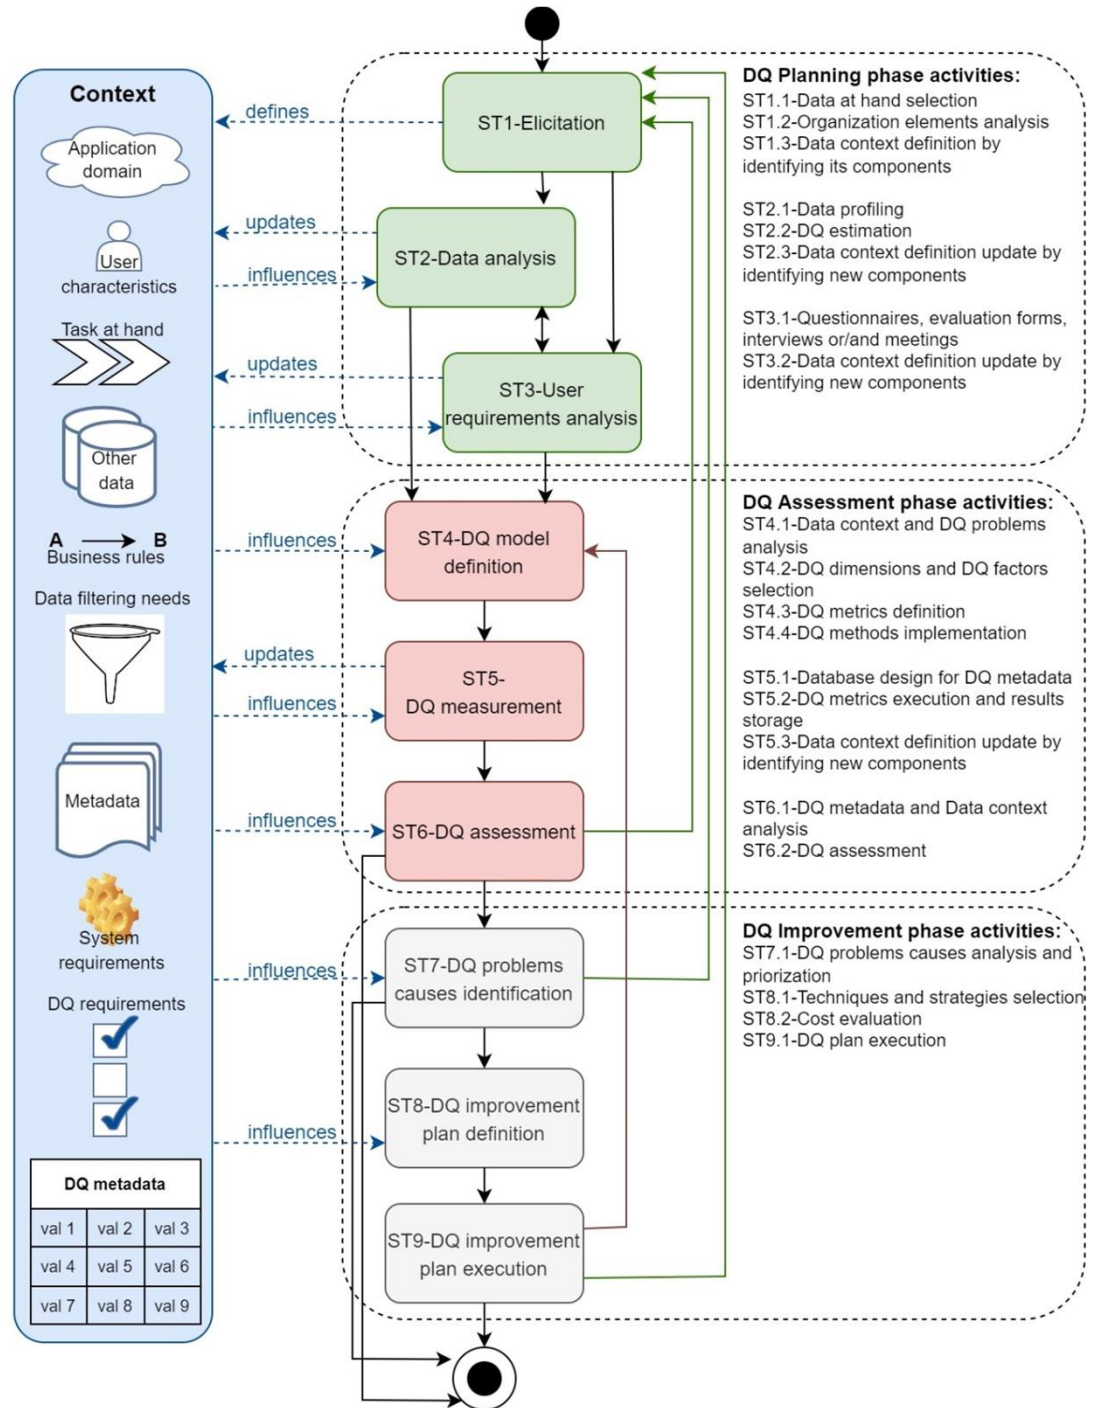 Context
Application
domain
User
characteristics
Task at hand
Other
data
A B
Business rules
Data filtering needs
Metadata
System
requirements
DQ requirements
DQ metadata
val 1 val 2 val 3
val 4 val 5 val 6
val 7 val 8 val 9
defines
updates
influences
updates
influences
influences
updates
influences
influences
influences
influences
ST1-Elicitation
ST2-Data analysis
ST3-User
requirements analysis
ST4-DQ model
definition
ST5-
DQ measurement
ST6-DQ assessment
ST7-DQ problems
causes identification
ST8-DQ improvement
plan definition
ST9-DQ improvement
plan execution
DQ Planning phase activities:
ST1.1-Data at hand selection
ST1.2-Organization elements analysis
ST1.3-Data context definition by
identifying its components
ST2.1-Data profiling
ST2.2-DQ estimation
ST2.3-Data context definition update by
identifying new components
ST3.1-Questionnaires, evaluation forms,
interviews or/and meetings
ST3.2-Data context definition update by
identifying new components
DQ Assessment phase activities:
ST4.1-Data context and DQ problems
analysis
ST4.2-DQ dimensions and DQ factors
selection
ST4.3-DQ metrics definition
ST4.4-DQ methods implementation
ST5.1-Database design for DQ metadata
ST5.2-DQ metrics execution and results
storage
ST5.3-Data context definition update by
identifying new components
ST6.1-DQ metadata and Data context
analysis
ST6.2-DQ assessment
DQ Improvement phase activities:
ST7.1-DQ problems causes analysis and
priorization
ST8.1-Techniques and strategies selection
ST8.2-Cost evaluation
ST9.1-DQ plan execution